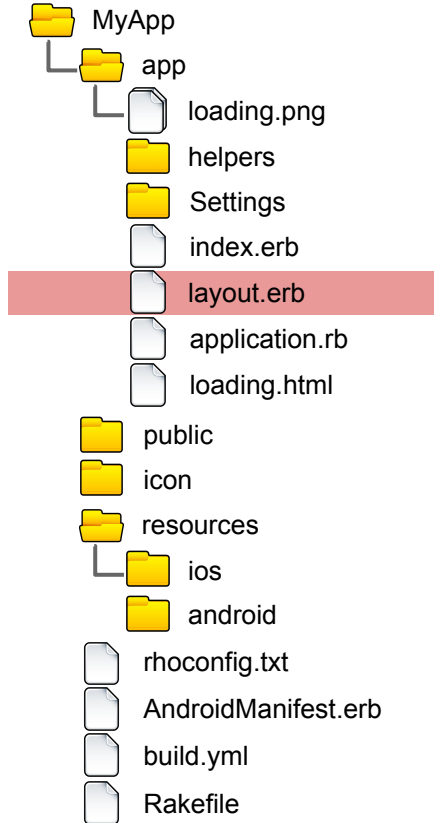 MyApp
app
loading.png
helpers
Settings
index.erb
layout.erb
application.rb
loading.html
public
icon
resources
ios
android
rhoconfig.txt
AndroidManifest.erb
build.yml
Rakefile